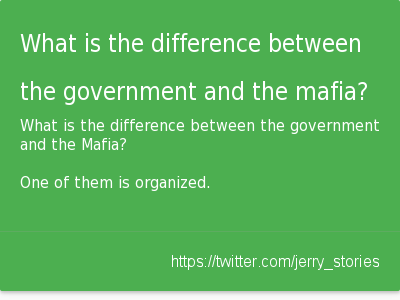 What is the difference between
the government and the mafia?
What is the difference between the government
and the Mafia?
One of them is organized.
https://twitter.com/jerry_stories